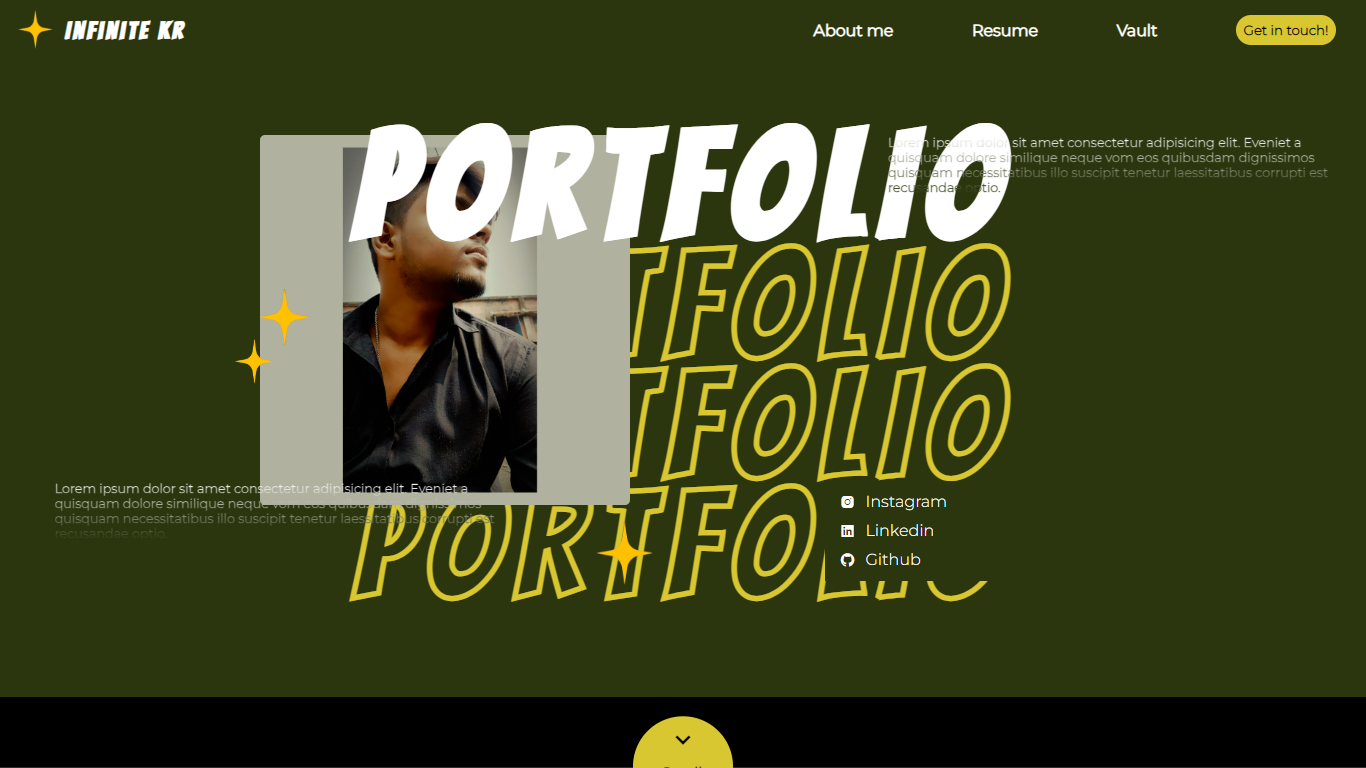 INFINITE KR
About me
Resume
Vault
Get in touch!
PORTFOLIO
Lorem ipsum dolor sit amet consectetur adipisicing elit. Eveniet a
quisquam dolore similique neque vom eos quibusdam dignissimos
quisquam necessitatibus illo suscipit tenetur laessitatibus corrupti est
recusandae optio.
TFOLIO
TFOLIO
Lorem ipsum dolor sit amet consectetur adipisicing elit. Eveniet a
quisquam dolore similique neque vom eos quibusdam dignissimos
quisquam necessitatibus illo suscipit tenetur laessitatibus corrupti est
recusandae optio.
PORTFOLIO
Instagram
Linkedin
Github